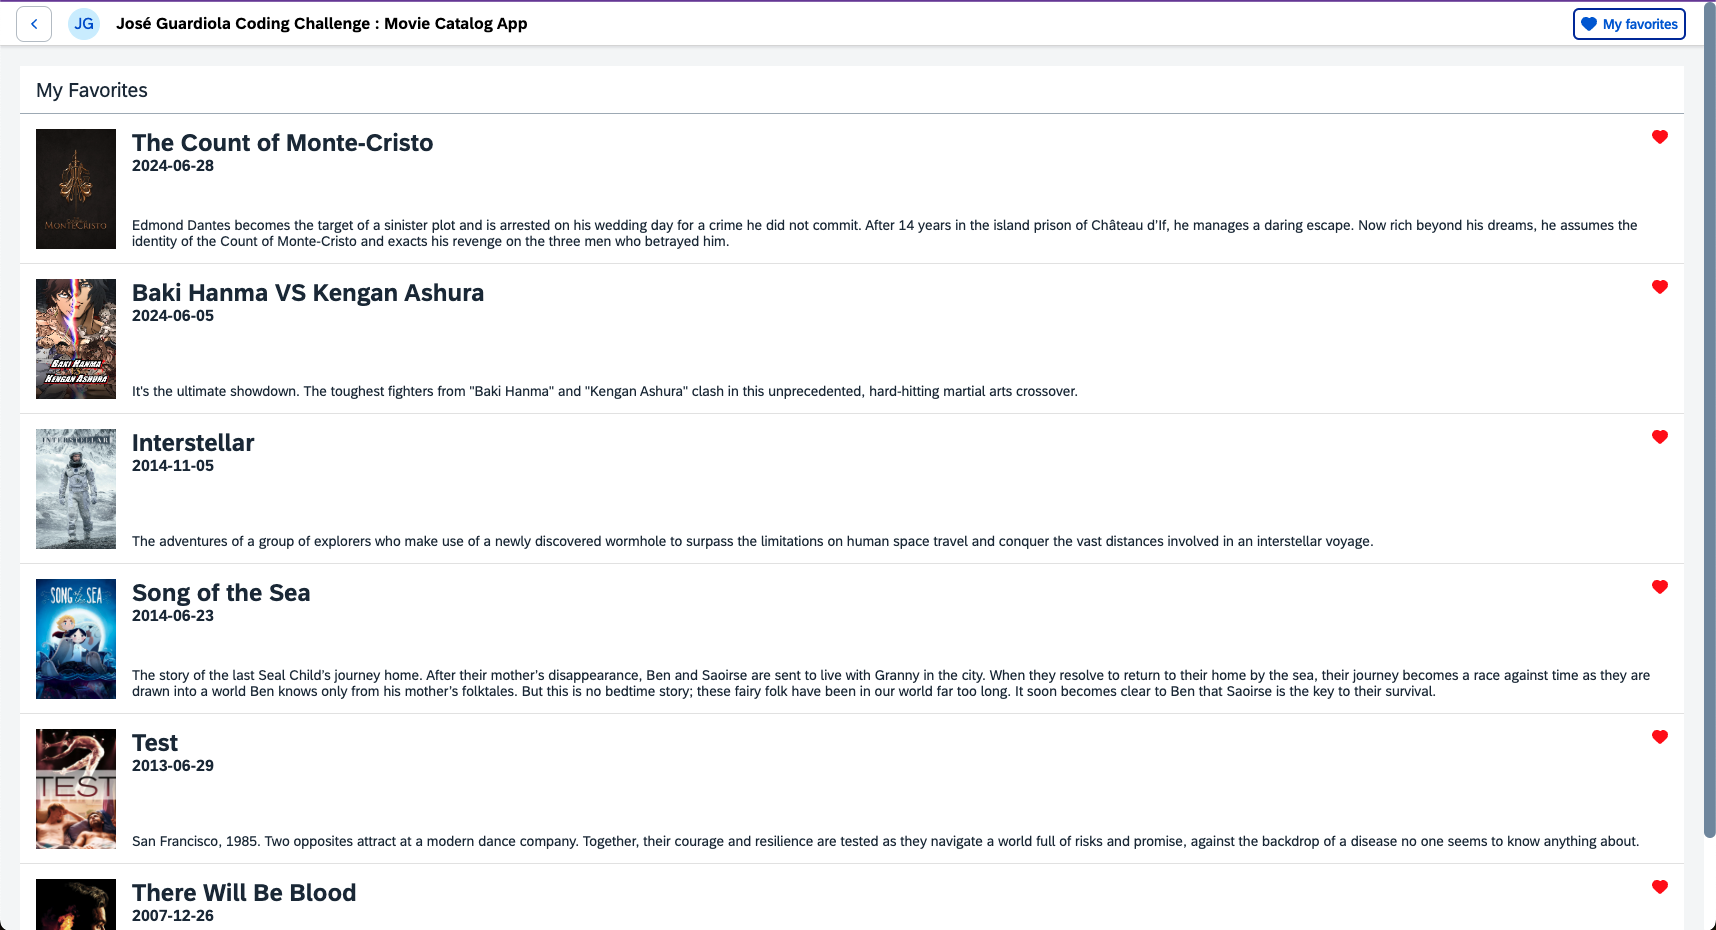 JG
José Guardiola Coding Challenge : Movie Catalog App
My favorites
My Favorites
MONTECRISTO
The Count of Monte-Cristo
2024-06-28
Edmond Dantes becomes the target of a sinister plot and is arrested on his wedding day for a crime he did not commit. After 14 years in the island prison of Château d'If, he manages a daring escape. Now rich beyond his dreams, he assumes the
identity of the Count of Monte-Cristo and exacts his revenge on the three men who betrayed him.
BAKI HANMA
VS
KENGAN ASHURA
Baki Hanma VS Kengan Ashura
2024-06-05
It's the ultimate showdown. The toughest fighters from "Baki Hanma" and "Kengan Ashura" clash in this unprecedented, hard-hitting martial arts crossover.
INTERSTELLAR
Interstellar
2014-11-05
The adventures of a group of explorers who make use of a newly discovered wormhole to surpass the limitations on human space travel and conquer the vast distances involved in an interstellar voyage.
SONG of the SEA
Song of the Sea
2014-06-23
The story of the last Seal Child's journey home. After their mother's disappearance, Ben and Saoirse are sent to live with Granny in the city. When they resolve to return to their home by the sea, their journey becomes a race against time as they are
drawn into a world Ben knows only from his mother's folktales. But this is no bedtime story; these fairy folk have been in our world far too long. It soon becomes clear to Ben that Saoirse is the key to their survival.
TEST
Test
2013-06-29
San Francisco, 1985. Two opposites attract at a modern dance company. Together, their courage and resilience are tested as they navigate a world full of risks and promise, against the backdrop of a disease no one seems to know anything about.
There Will Be Blood
2007-12-26